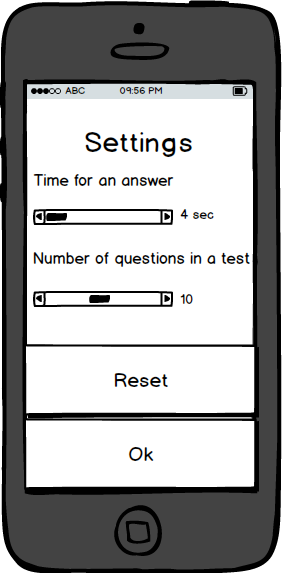 ABC 09:56 PM
Settings
Time for an answer
4 sec
Number of questions in a test
10
Reset
Ok